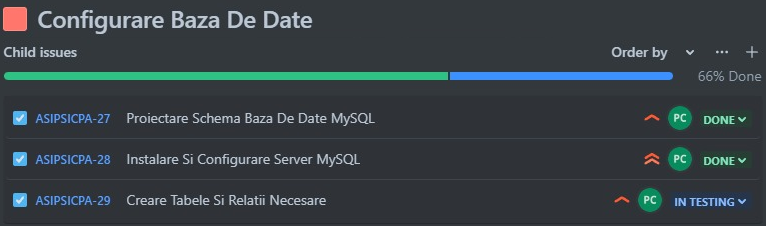 Configurare Baza De Date
Child issues Order by
66% Done
ASIPSICPA-27 Proiectare Schema Baza De Date MySQL PC DONE
ASIPSICPA-28 Instalare Si Configurare Server MySQL PC DONE
ASIPSICPA-29 Creare Tabele Si Relatii Necesare PC IN TESTING